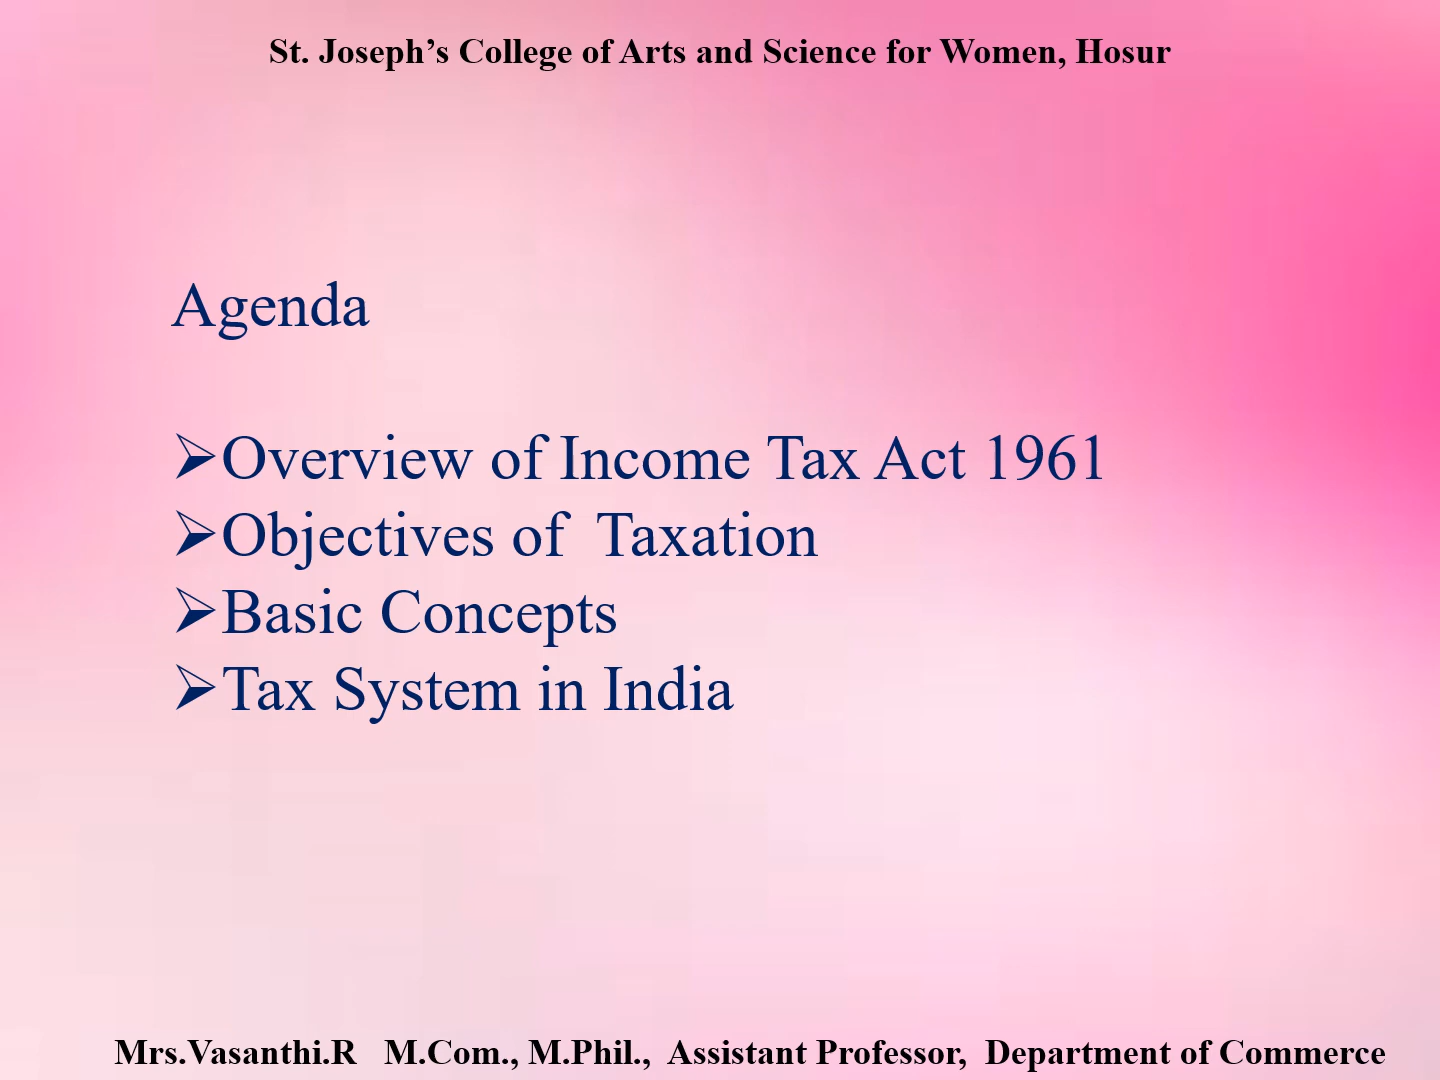 St. Joseph’s College of Arts and Science for Women, Hosur
Agenda
➢Overview of Income Tax Act 1961
➢Objectives of  Taxation
➢Basic Concepts
➢Tax System in India
Mrs.Vasanthi.R   M.Com., M.Phil.,  Assistant Professor,  Department of Commerce